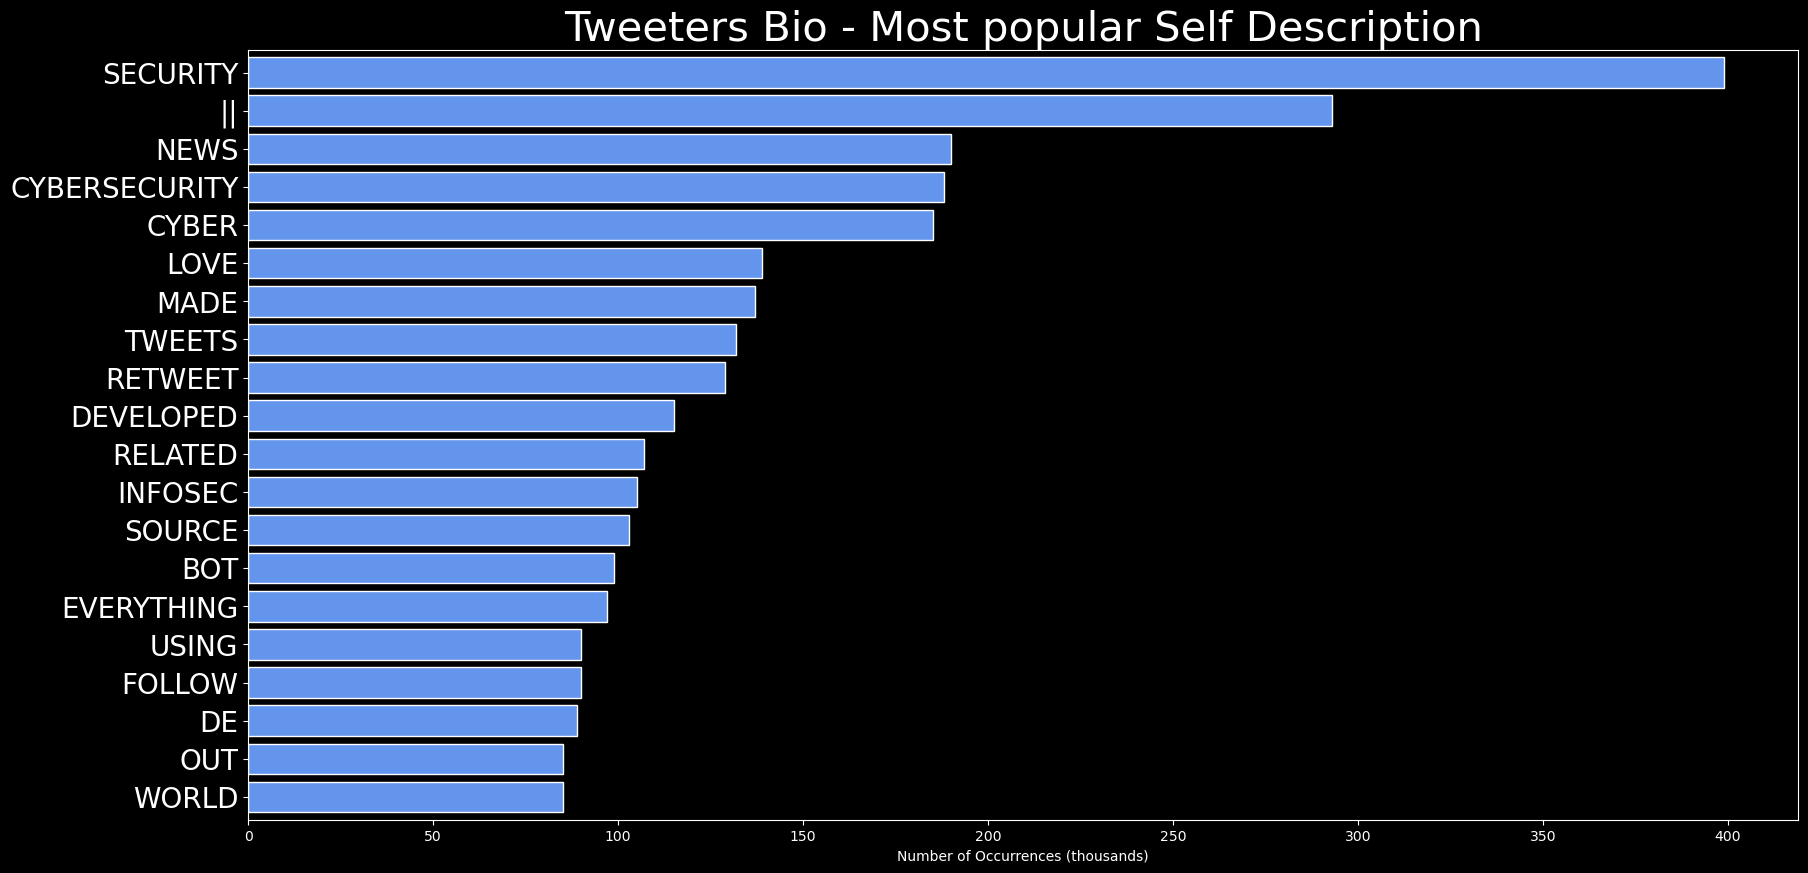 Tweeters Bio - Most popular Self Description
SECURITY
||
NEWS
CYBERSECURITY
CYBER
LOVE
MADE
TWEETS
RETWEET
DEVELOPED
RELATED
INFOSEC
SOURCE
BOT
EVERYTHING
USING
FOLLOW
DE
OUT
WORLD
0 50 100 150 200 250 300 350 400
Number of Occurrences (thousands)